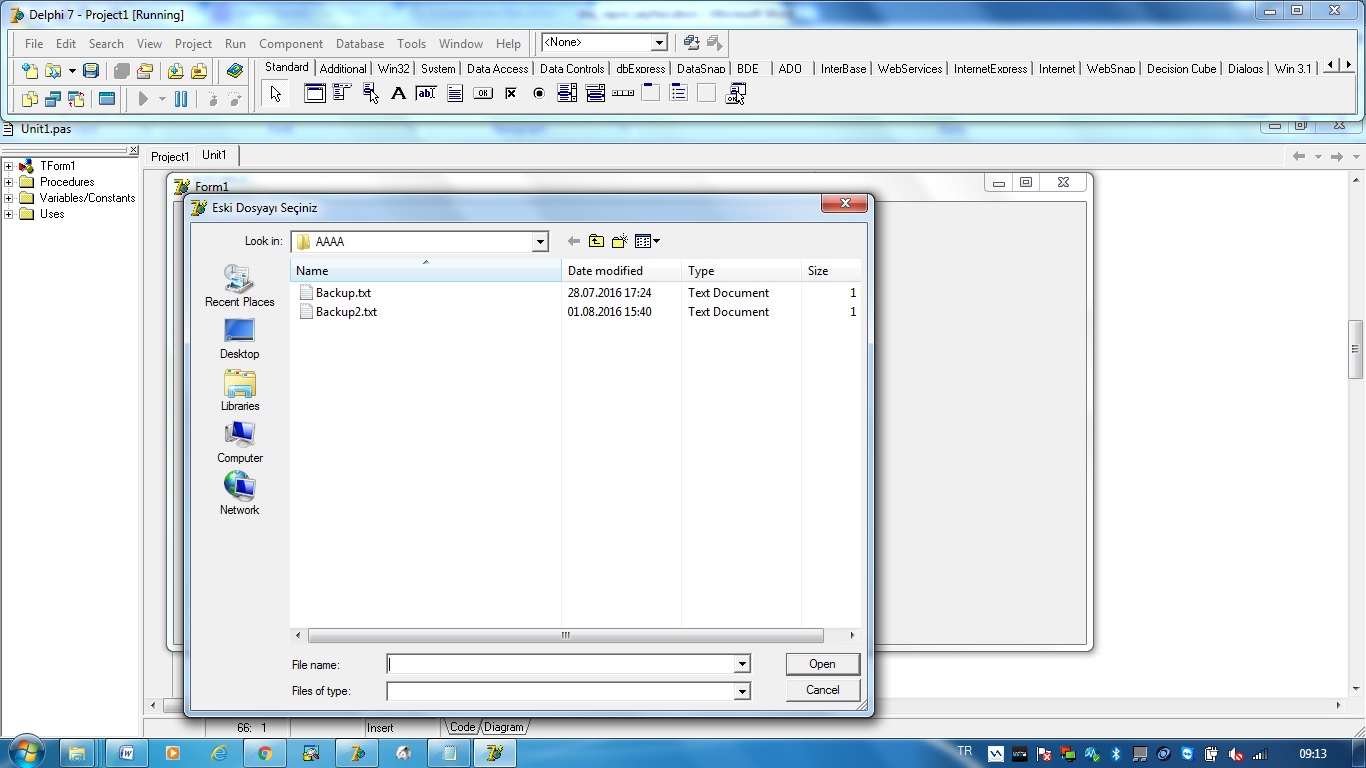 Delphi 7 - Project1 [Running]
File Edit Search View Project Run Component Database Tools Window Help <None>
Standard Additional Win32 System Data Access Data Controls dbExpress DataSnap BDE ADO InterBase WebServices InternetExpress Internet WebSnap Decision Cube Dialogs Win 3.1
Unit1.pas
Project1 Unit1
TForm1
Procedures
Variables/Constants
Uses
Form1
Eski Dosyayı Seçiniz
Look in: AAAA
Name Date modified Type Size
Backup.txt 28.07.2016 17:24 Text Document 1
Backup2.txt 01.08.2016 15:40 Text Document 1
Recent Places
Desktop
Libraries
Computer
Network
File name: Open
Files of type: Cancel
66: 1 Insert Code Diagram
TR 09:13